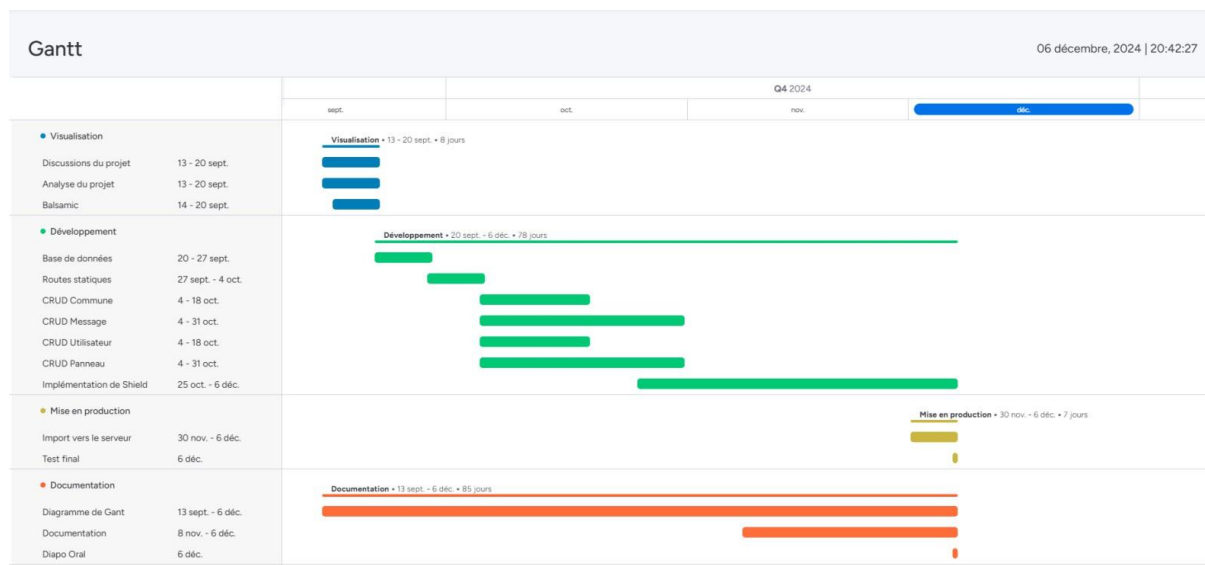 Gantt
06 décembre, 2024 | 20:42:27
Q4 2024
sept. oct. nov. déc.
Visualisation
Visualisation • 13 - 20 sept. • 8 jours
Discussions du projet 13 - 20 sept.
Analyse du projet 13 - 20 sept.
Balsamic 14 - 20 sept.
Développement
Développement • 20 sept. - 6 déc. • 78 jours
Base de données 20 - 27 sept.
Routes statiques 27 sept. - 4 oct.
CRUD Commune 4 - 18 oct.
CRUD Message 4 - 31 oct.
CRUD Utilisateur 4 - 18 oct.
CRUD Panneau 4 - 31 oct.
Implémentation de Shield 25 oct. - 6 déc.
Mise en production
Mise en production • 30 nov. - 6 déc. • 7 jours
Import vers le serveur 30 nov. - 6 déc.
Test final 6 déc.
Documentation
Documentation • 13 sept. - 6 déc. • 85 jours
Diagramme de Gant 13 sept. - 6 déc.
Documentation 8 nov. - 6 déc.
Diapo Oral 6 déc.